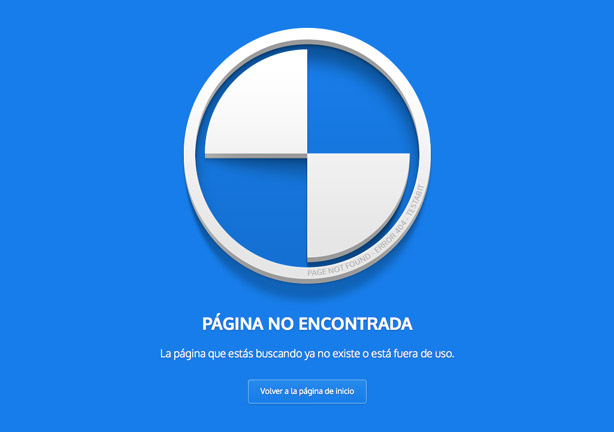 PAGE NOT FOUND - ERROR 404 - TESTABIT
PÁGINA NO ENCONTRADA
La página que estás buscando ya no existe o está fuera de uso.
Volver a la página de inicio